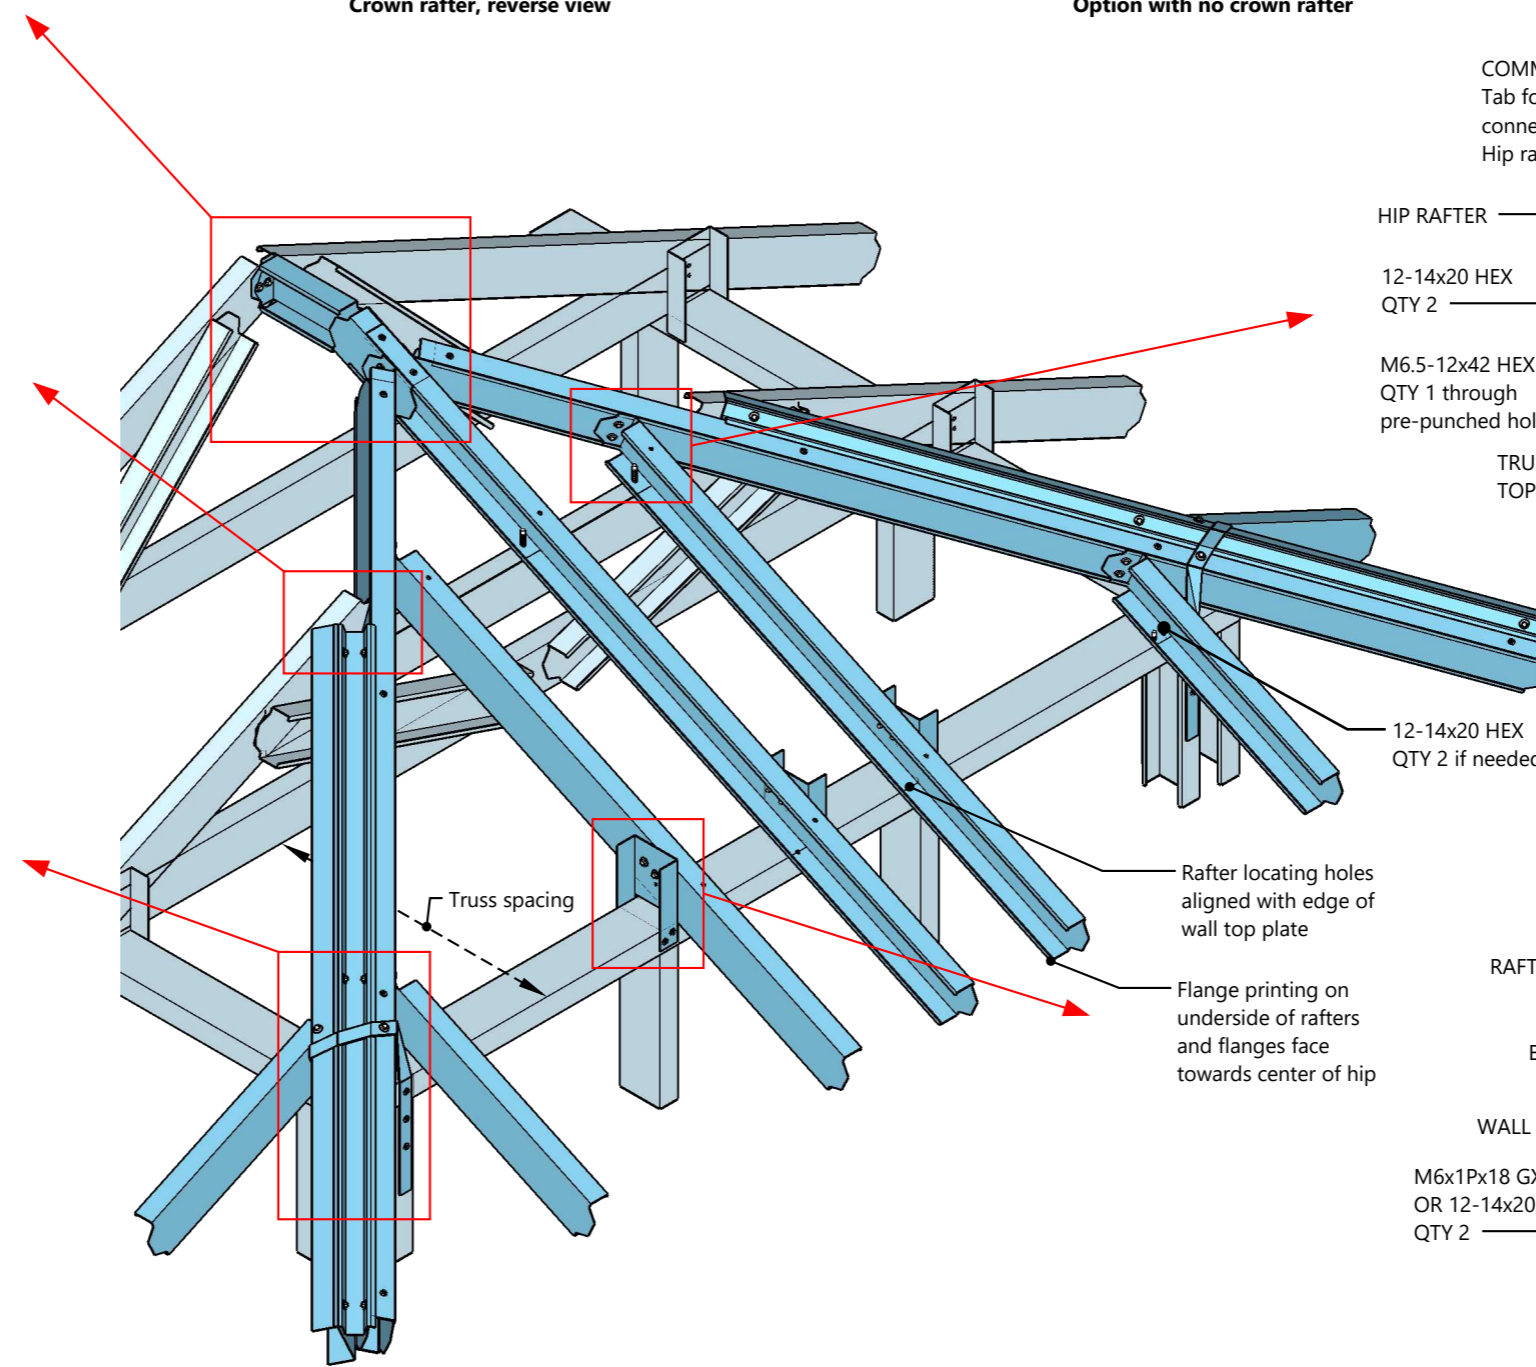 Crown rafter, reverse view
Option with no crown rafter
Tab
conne
Hip ra
HIP RAFTER
12-14x20 HEX
QTY 2
M6.5-12x42 HEX
QTY 1 through
pre-punched hol
TRU
TOP
12-14x20 HEX
QTY 2 if needed
Truss spacing
Rafter locating holes
aligned with edge of
wall top plate
RAFT
Flange printing on
underside of rafters
and flanges face
towards center of hip
WALL
M6x1Px18
OR 12-14x20
QTY 2